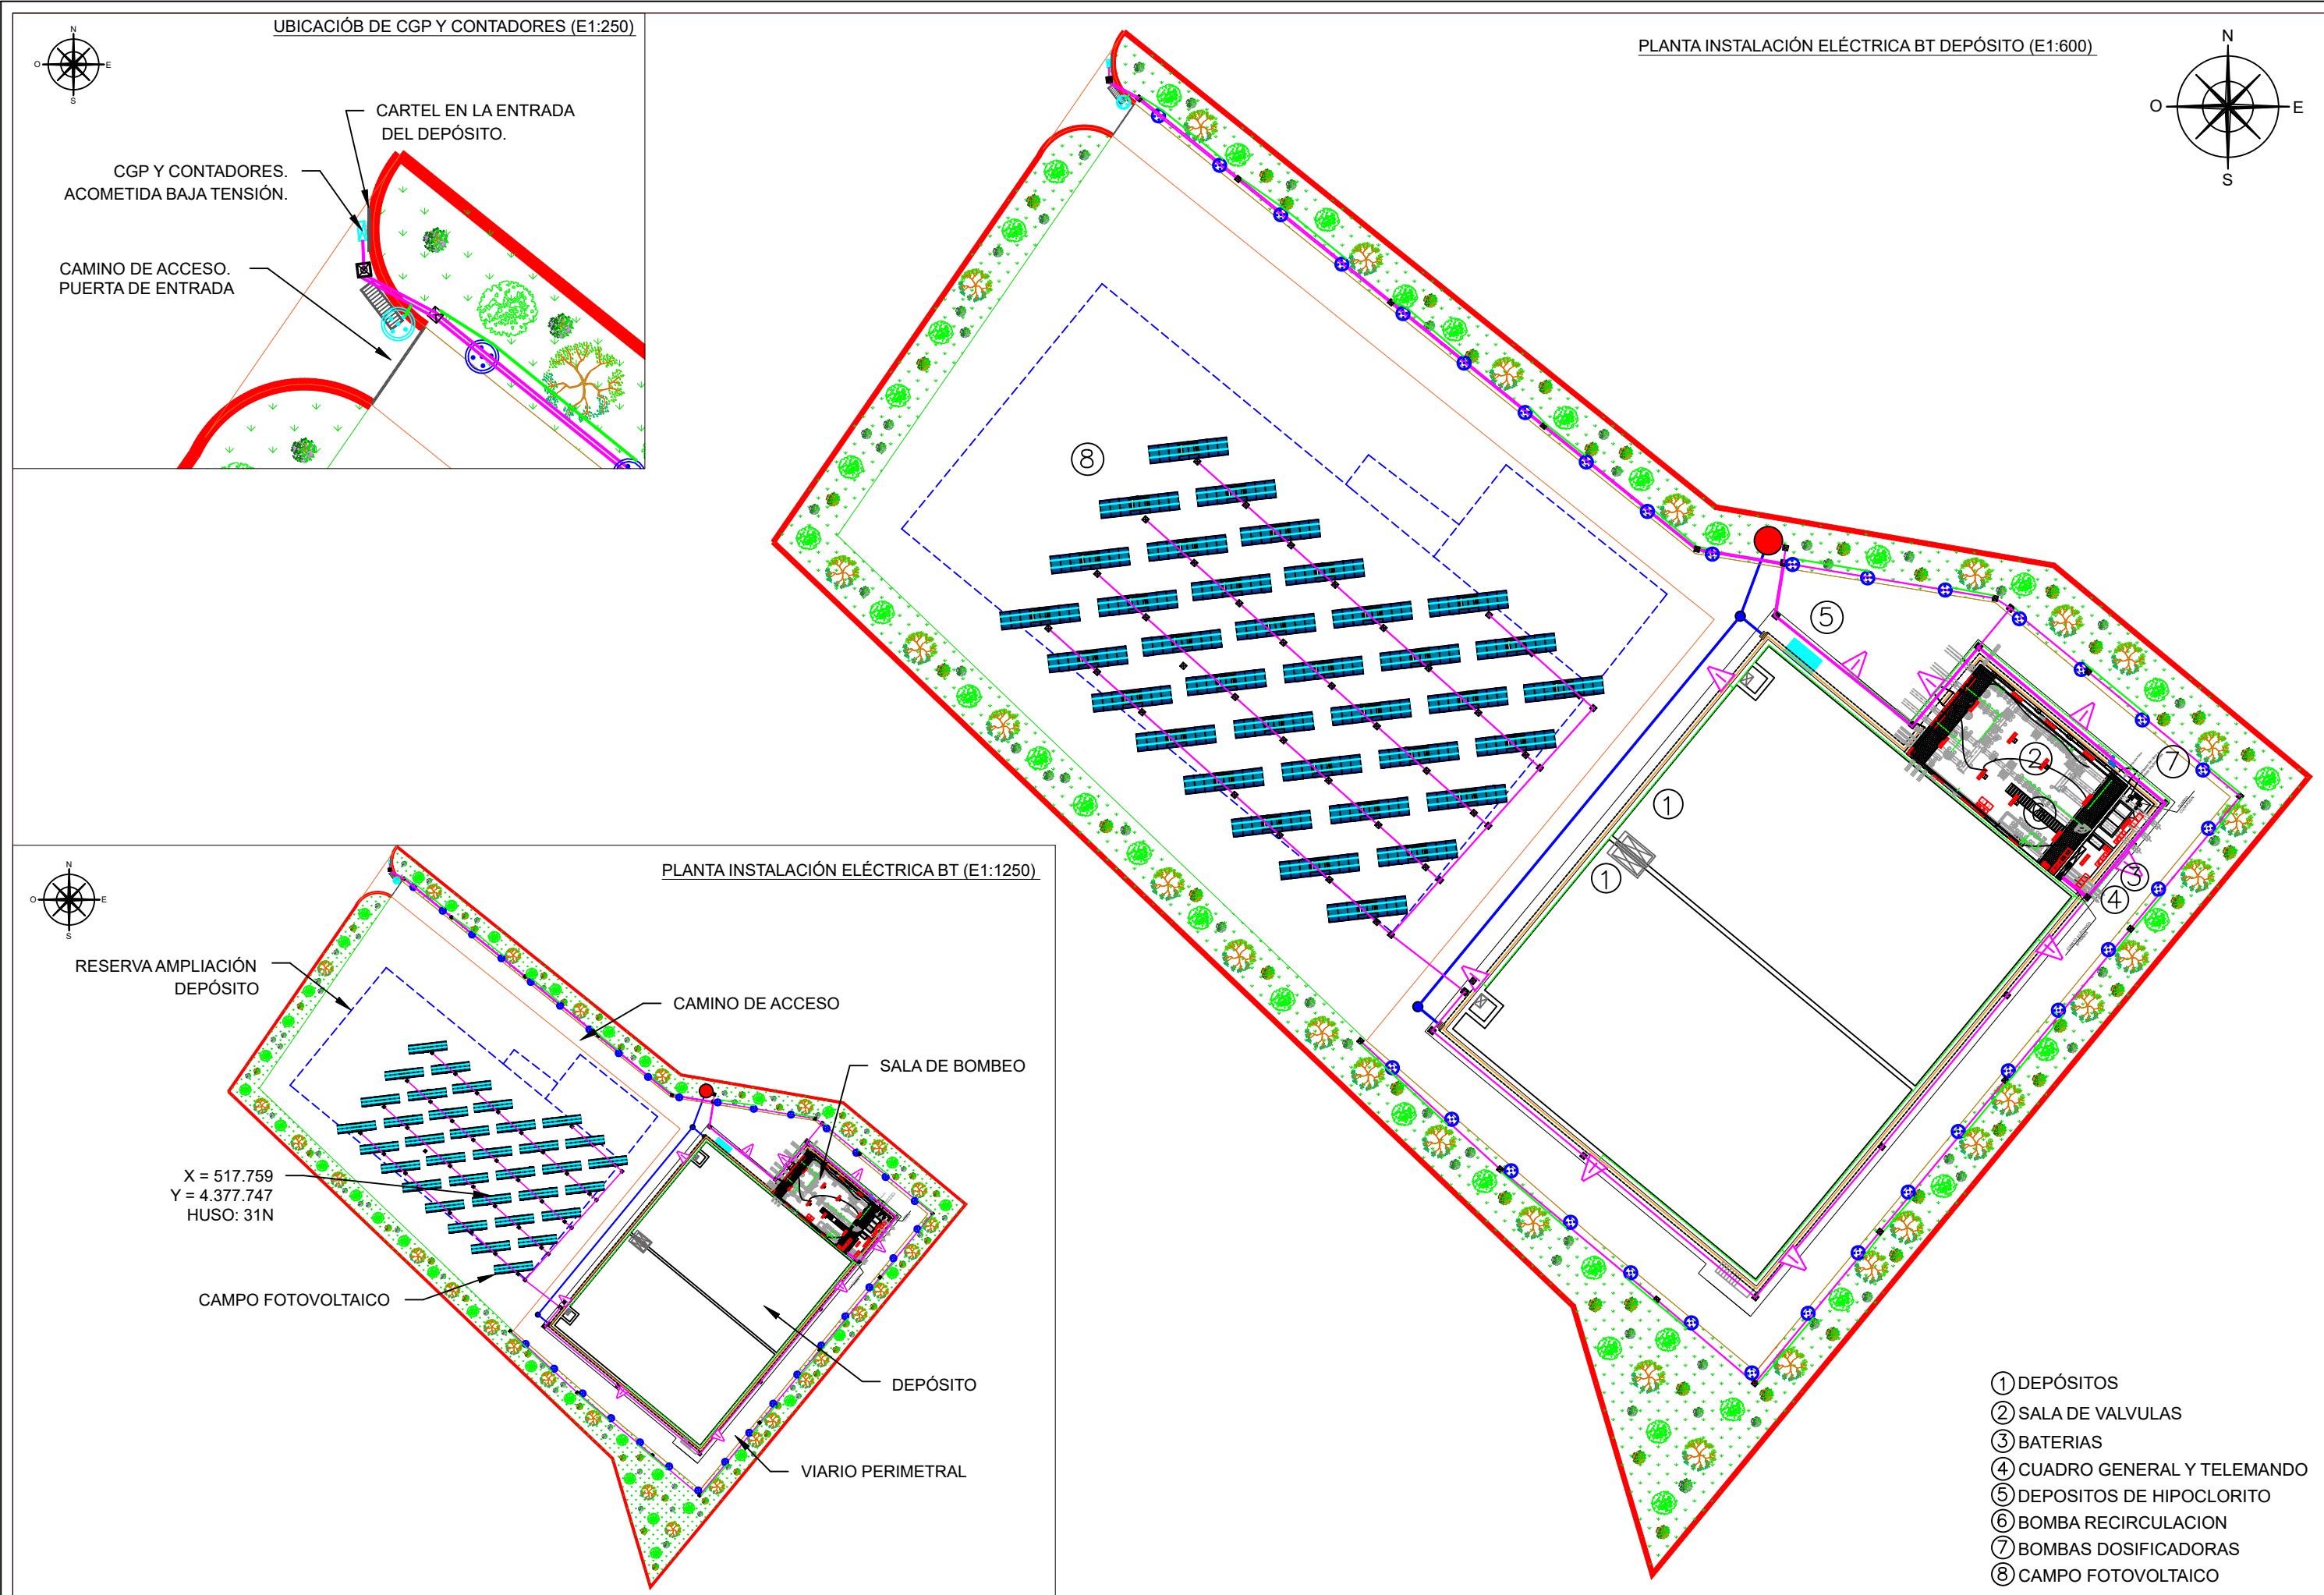 UBICACIÓB DE CGP Y CONTADORES (E1:250)
N
O
E
S
CARTEL EN LA ENTRADA
DEL DEPÓSITO.
CGP Y CONTADORES.
ACOMETIDA BAJA TENSIÓN.
CAMINO DE ACCESO.
PUERTA DE ENTRADA
PLANTA INSTALACIÓN ELÉCTRICA BT DEPÓSITO (E1:600)
N
O
E
S
8
5
2
7
6
1
1
3
4
PLANTA INSTALACIÓN ELÉCTRICA BT (E1:1250)
N
O
E
S
RESERVA AMPLIACIÓN
DEPÓSITO
CAMINO DE ACCESO
SALA DE BOMBEO
X = 517.759
Y = 4.377.747
HUSO: 31N
CAMPO FOTOVOLTAICO
DEPÓSITO
VIARIO PERIMETRAL
1 DEPÓSITOS
2 SALA DE VALVULAS
3 BATERIAS
4 CUADRO GENERAL Y TELEMANDO
5 DEPOSITOS DE HIPOCLORITO
6 BOMBA RECIRCULACION
7 BOMBAS DOSIFICADORAS
8 CAMPO FOTOVOLTAICO